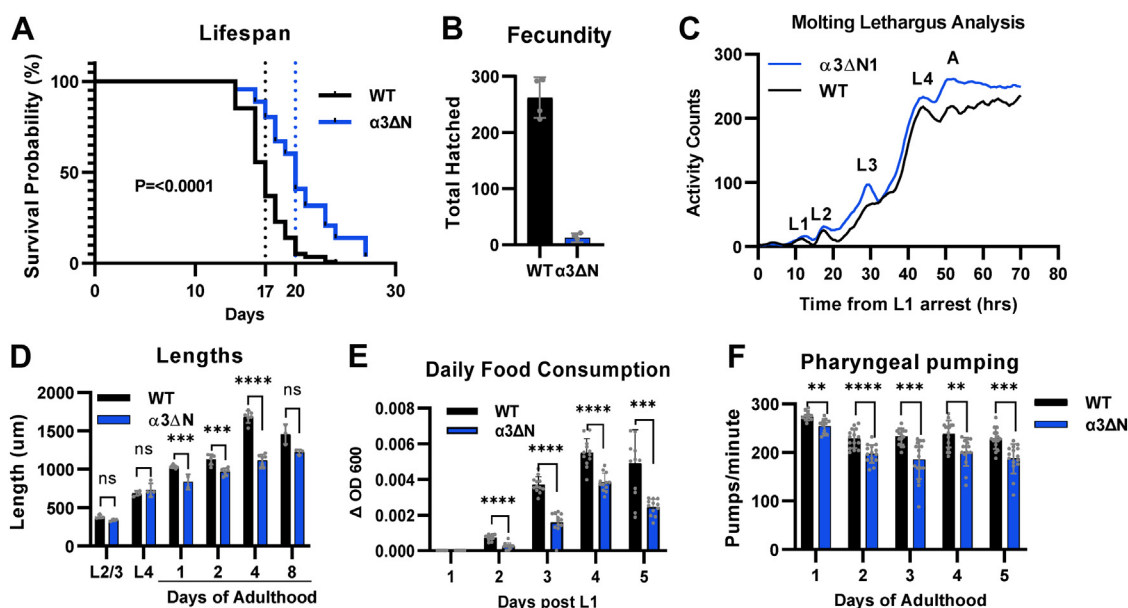 A
Lifespan
Survival Probability (%)
100
50
0
P=<0.0001
WT
α3ΔN
0
10
17
20
30
Days
B
Fecundity
Total Hatched
300
200
100
0
WT α3ΔN
C
Molting Lethargus Analysis
α3ΔN1
WT
Activity Counts
300
200
100
0
L1
L2
L3
L4
A
0 10 20 30 40 50 60 70 80
Time from L1 arrest (hrs)
D
Lengths
WT
α3ΔN
Length (um)
2000
1500
1000
500
0
ns
ns
***
***
****
ns
L2/3 L4 1 2 4 8
Days of Adulthood
E
Daily Food Consumption
WT
α3ΔN
Δ OD 600
0.008
0.006
0.004
0.002
0.000
****
****
****
***
1 2 3 4 5
Days post L1
F
Pharyngeal pumping
WT
α3ΔN
Pumps/minute
300
200
100
0
** **** *** ** ***
1 2 3 4 5
Days of Adulthood